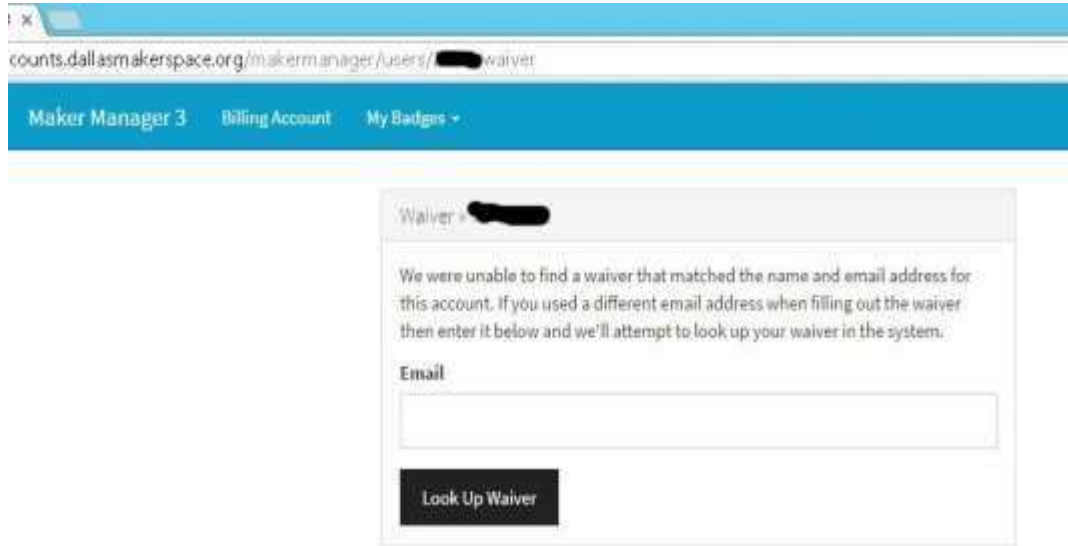 counts.dallasmakerspace.org/makermanager/users/ waiver
Maker Manager 3 Billing Account My Badges
Waiver
We were unable to find a waiver that matched the name and email address for
this account. If you used a different email address when filling out the waiver
then enter it below and we'll attempt to look up your waiver in the system.
Email
Look Up Waiver